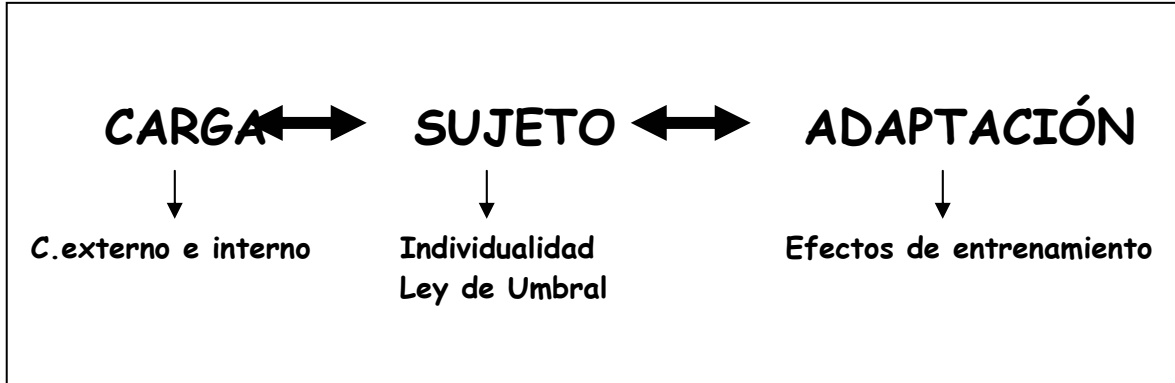 CARGA SUJETO ADAPTACIÓN
C.externo e interno
Individualidad
Ley de Umbral
Efectos de entrenamiento